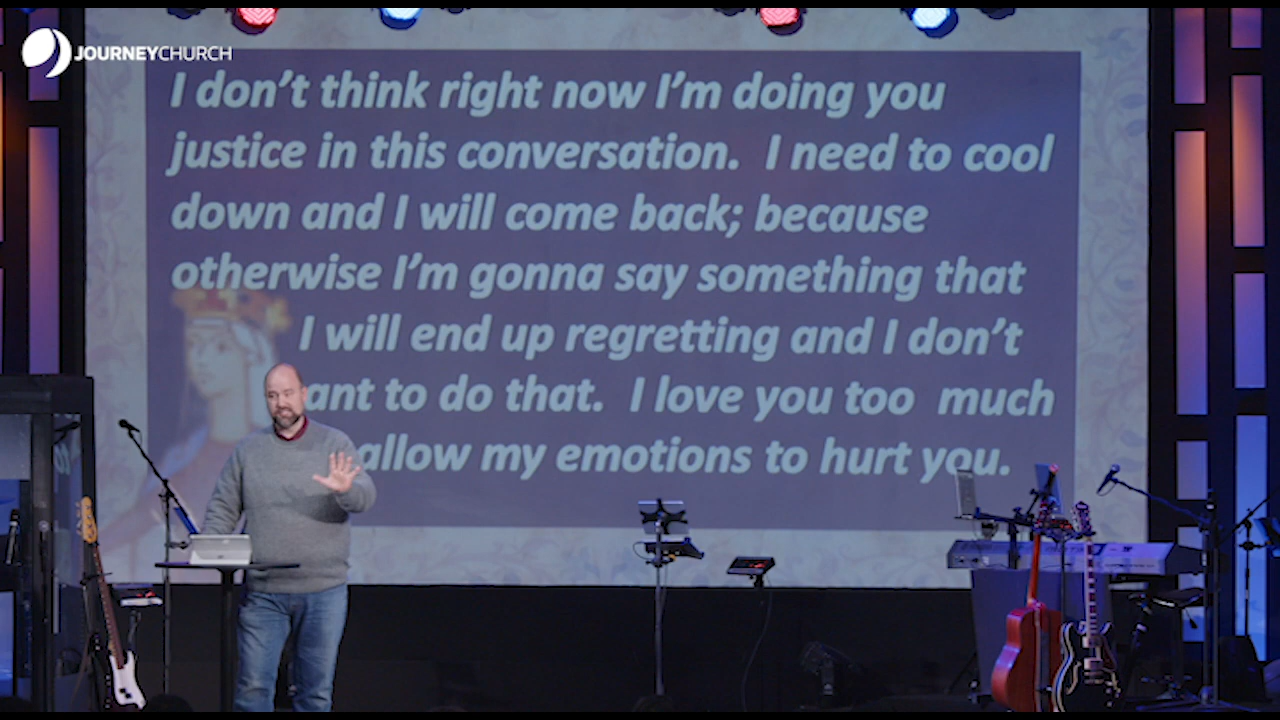 JOURNEYCHURCH
I don't think right now I'm doing you
justice in this conversation. I need to cool
down and I will come back; because
otherwise I'm gonna say something that
I will end up regretting and I don't
ant to do that. I love you too much
allow my emotions to hurt you.